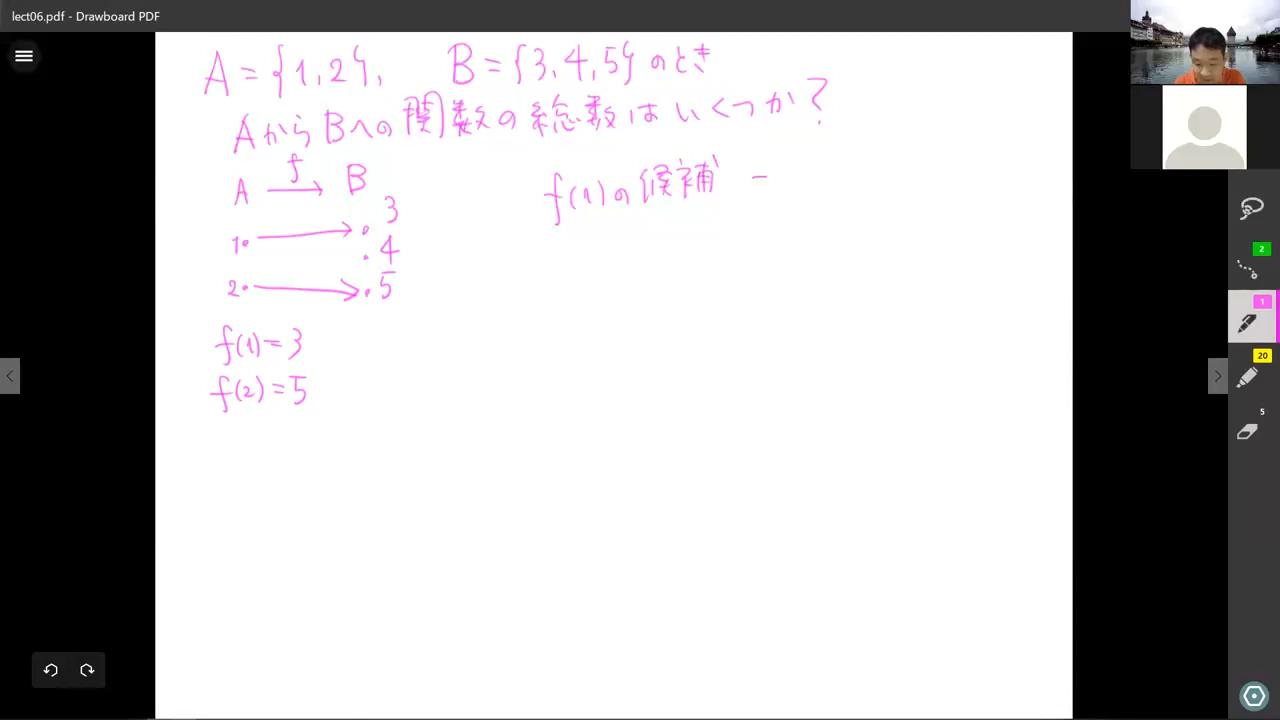 lect06.pdf - Drawboard PDF
A = {1, 2}, B = {3, 4, 5} のとき
AからBへの関数の総数はいくつか?
A f B
f(1)の候補 -
3
1
4
2
5
f(1) = 3
f(2) = 5
2
1
20
5